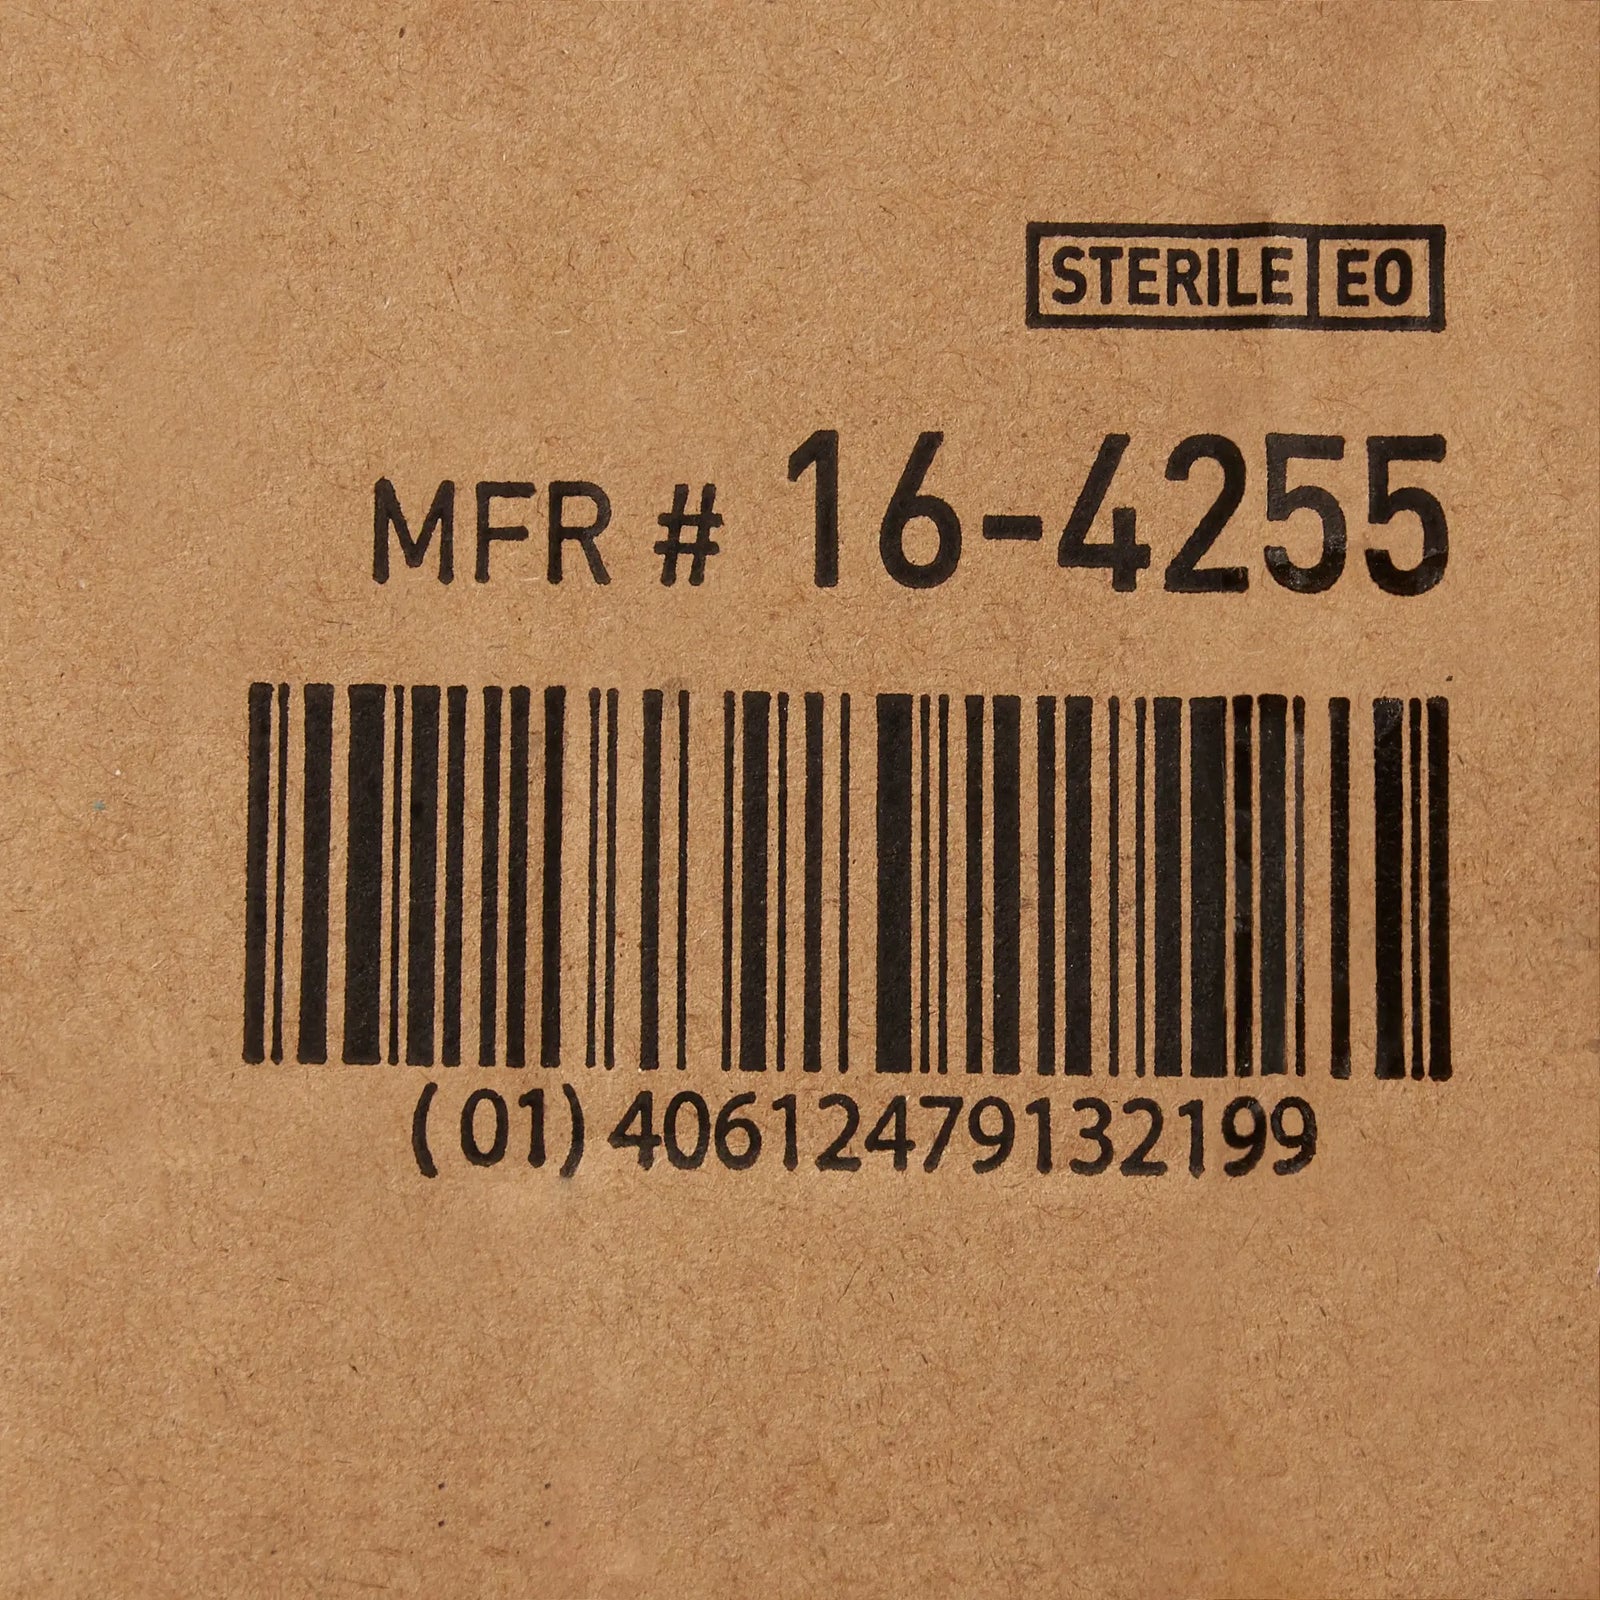 STERILE EO
MFR # 16-4255
(01)40612479132199